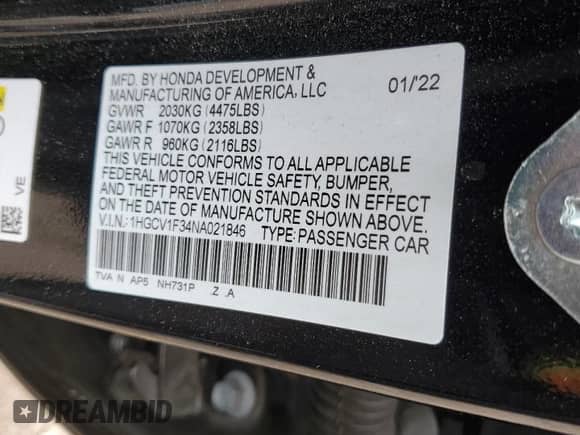 MFD. BY HONDA DEVELOPMENT &
MANUFACTURING OF AMERICA, LLC 01/'22
GVWR 2030KG (4475LBS)
GAWR F 1070KG (2358LBS)
GAWR R 960KG (2116LBS)
THIS VEHICLE CONFORMS TO ALL APPLICABLE
FEDERAL MOTOR VEHICLE SAFETY, BUMPER,
AND THEFT PREVENTION STANDARDS IN EFFECT
ON THE DATE OF MANUFACTURE SHOWN ABOVE.
V.I.N.:1HGCV1F34NA021846 TYPE:PASSENGER CAR
TVA N AP5 NH731P .Z .A
VE
DREAMBID